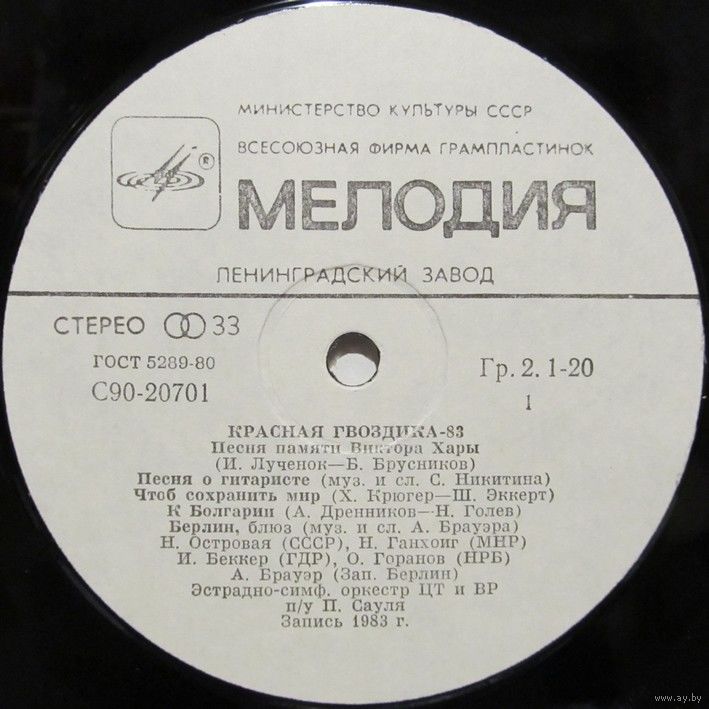 МИНИСТЕРСТВО КУЛЬТУРЫ СССР
ВСЕСОЮЗНАЯ ФИРМА ГРАМПЛАСТИНОК
®
МЕЛОДИЯ
ЛЕНИНГРАДСКИЙ ЗАВОД
СТЕРЕО 33
ГОСТ 5289-80
С90-20701
Гр. 2. 1-20
1
КРАСНАЯ ГВОЗДИКА-83
Песня памяти Виктора Хары
(И. Лученок—Б. Брусников)
Песня о гитаристе (муз. и сл. С. Никитина)
Чтоб сохранить мир (Х. Крюгер—Ш. Эккерт)
К Болгарии (А. Дренников—Н. Голев)
Берлин, блюз (муз. и сл. А. Брауэра)
Н. Островая (СССР), Н. Ганхоиг (МНР)
И. Беккер (ГДР), О. Горанов (НРБ)
А. Брауэр (Зап. Берлин)
Эстрадно-симф. оркестр ЦТ и ВР
п/у П. Сауля
Запись 1983 г.
www.ay.by